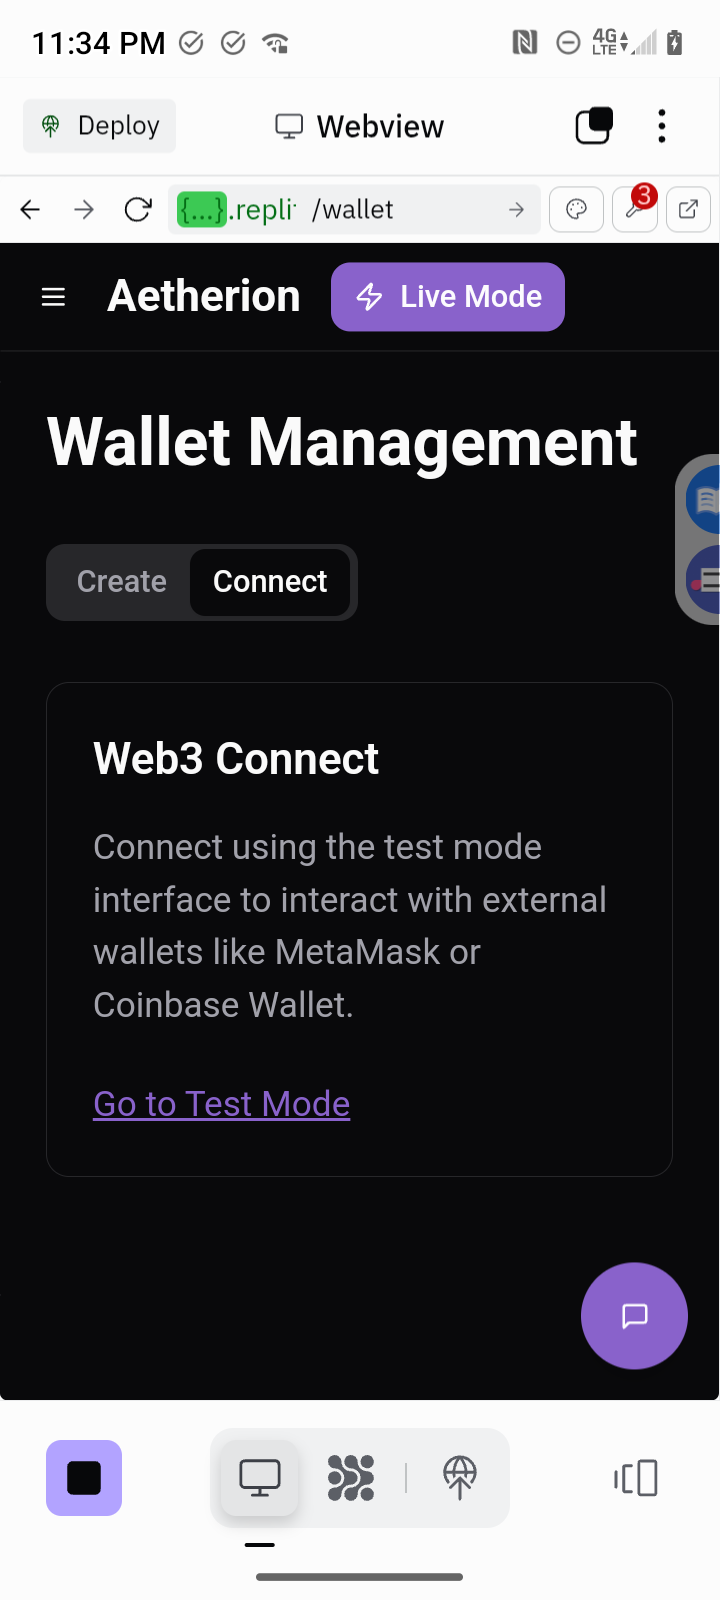 11:34 PM
4G
LTE
Deploy
Webview
{...}.repli /wallet
3
Aetherion
Live Mode
Wallet Management
Create
Connect
Web3 Connect
Connect using the test mode
interface to interact with external
wallets like MetaMask or
Coinbase Wallet.
Go to Test Mode